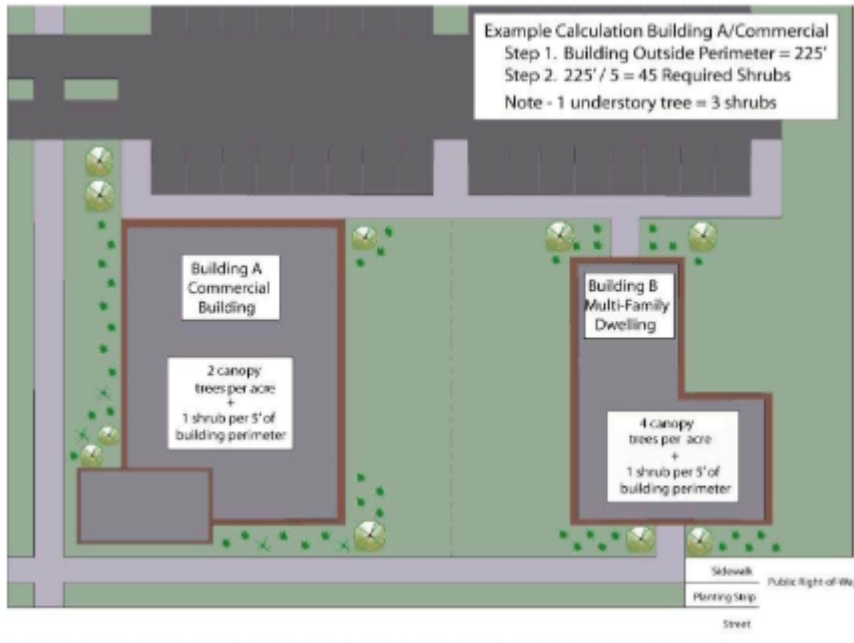 Example Calculation Building A/Commercial
Step 1. Building Outside Perimeter = 225'
Step 2. 225' / 5 = 45 Required Shrubs
Note - 1 understory tree = 3 shrubs
Building A
Commercial
Building
2 canopy
trees per acre
+
1 shrub per 5' of
building perimeter
Building B
Multi-Family
Dwelling
4 canopy
trees per acre
+
1 shrub per 5' of
building perimeter
Sidewalk
Public Right-of-Wa
Planting Strip
Street